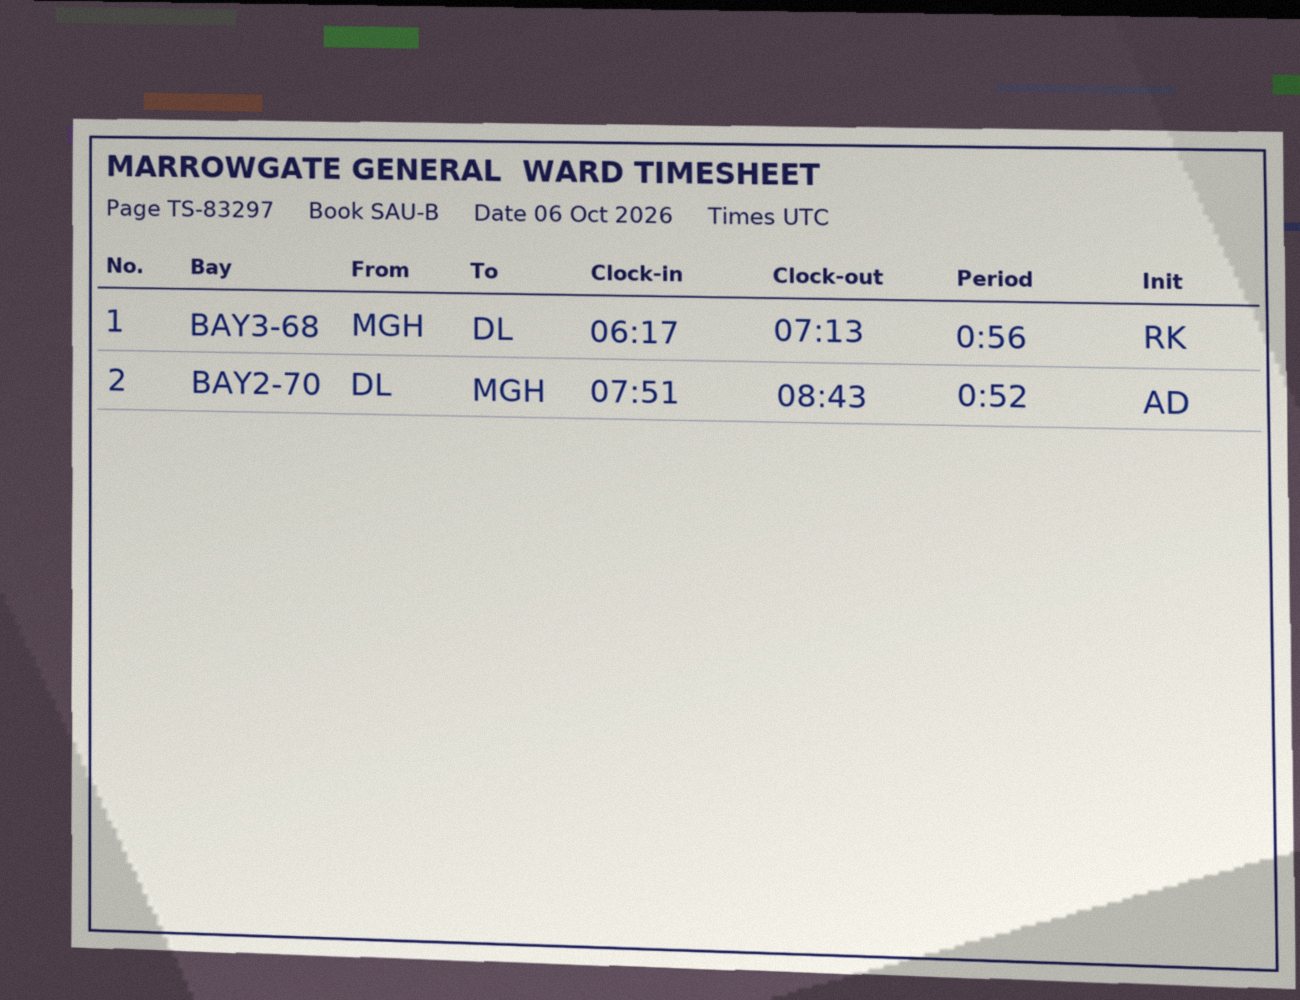 MARROWGATE GENERAL WARD TIMESHEET
Page TS-83297 Book SAU-B Date 06 Oct 2026 Times UTC
No. Bay From To Clock-in Clock-out Period Init
1 BAY3-68 MGH DL 06:17 07:13 0:56 RK
2 BAY2-70 DL MGH 07:51 08:43 0:52 AD